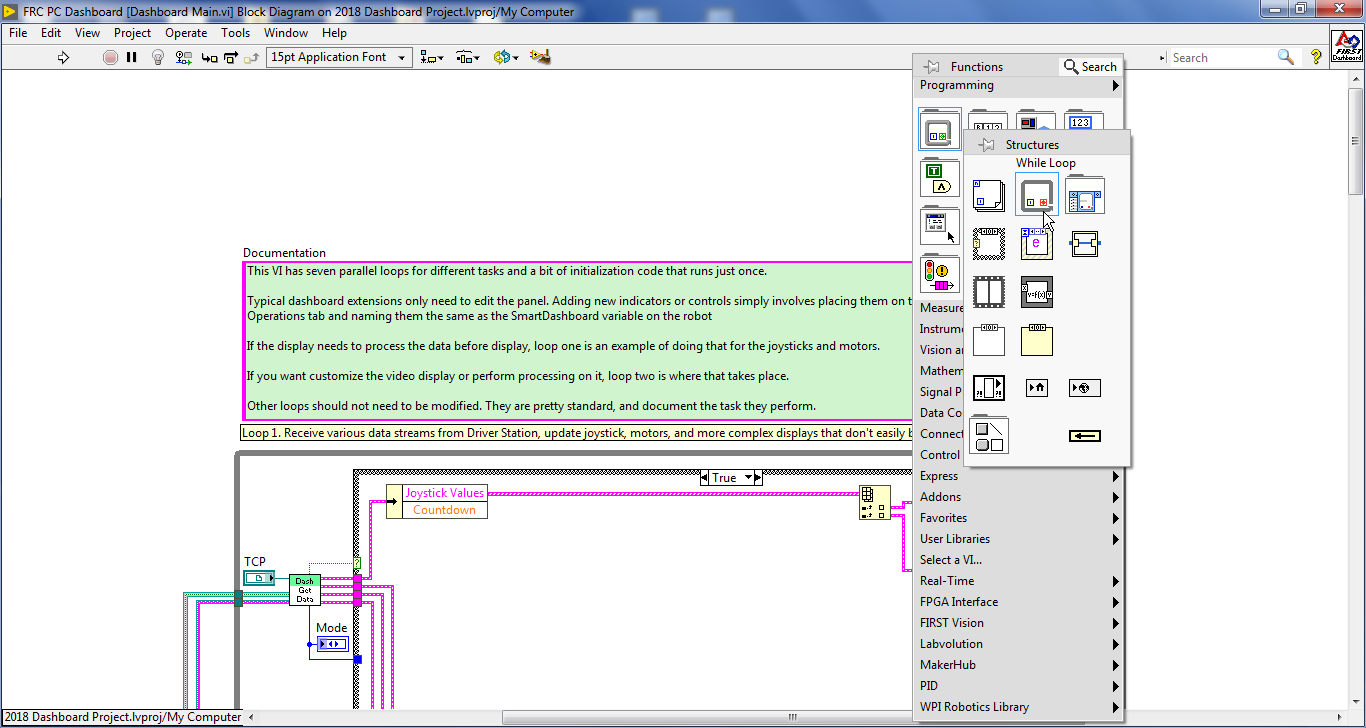 FRC PC Dashboard [Dashboard Main.vi] Block Diagram on 2018 Dashboard Project.lvproj/My Computer
File Edit View Project Operate Tools Window Help
15pt Application Font
Search
FIRST
Dashboard
Functions
Search
Programming
123
Structures
While Loop
Documentation
This VI has seven parallel loops for different tasks and a bit of initialization code that runs just once.
Typical dashboard extensions only need to edit the panel. Adding new indicators or controls simply involves placing them on t
Operations tab and naming them the same as the SmartDashboard variable on the robot
If the display needs to process the data before display, loop one is an example of doing that for the joysticks and motors.
If you want customize the video display or perform processing on it, loop two is where that takes place.
Other loops should not need to be modified. They are pretty standard, and document the task they perform.
Loop 1. Receive various data streams from Driver Station, update joystick, motors, and more complex displays that don't easily b
Measure
Instrum
Vision an
Mathem
Signal P
Data Co
Connect
Control
Express
Addons
Favorites
User Libraries
Select a VI...
Real-Time
FPGA Interface
FIRST Vision
Labvolution
MakerHub
PID
WPI Robotics Library
True
Joystick Values
Countdown
TCP
Dash
Get
Data
Mode
2018 Dashboard Project.lvproj/My Computer